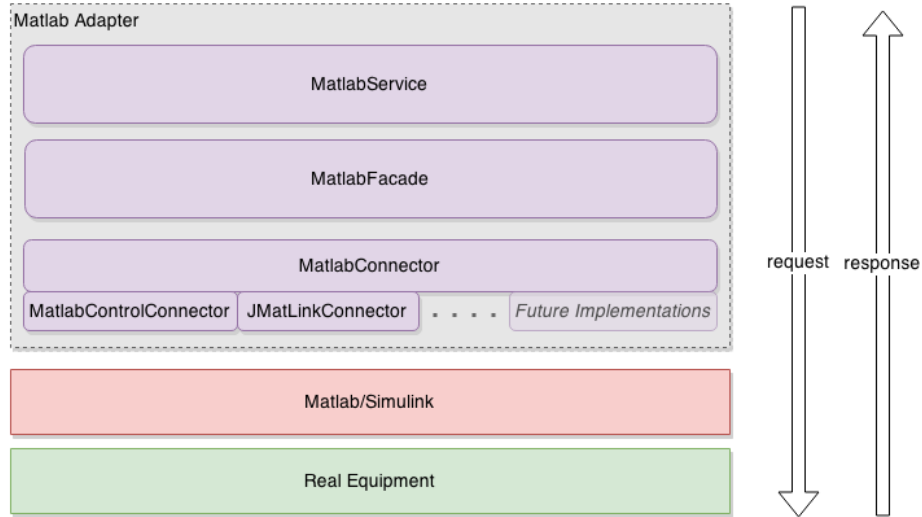 Matlab Adapter
MatlabService
MatlabFacade
MatlabConnector
MatlabControlConnector
JMatLinkConnector
. . . .
Future Implementations
Matlab/Simulink
Real Equipment
request
response